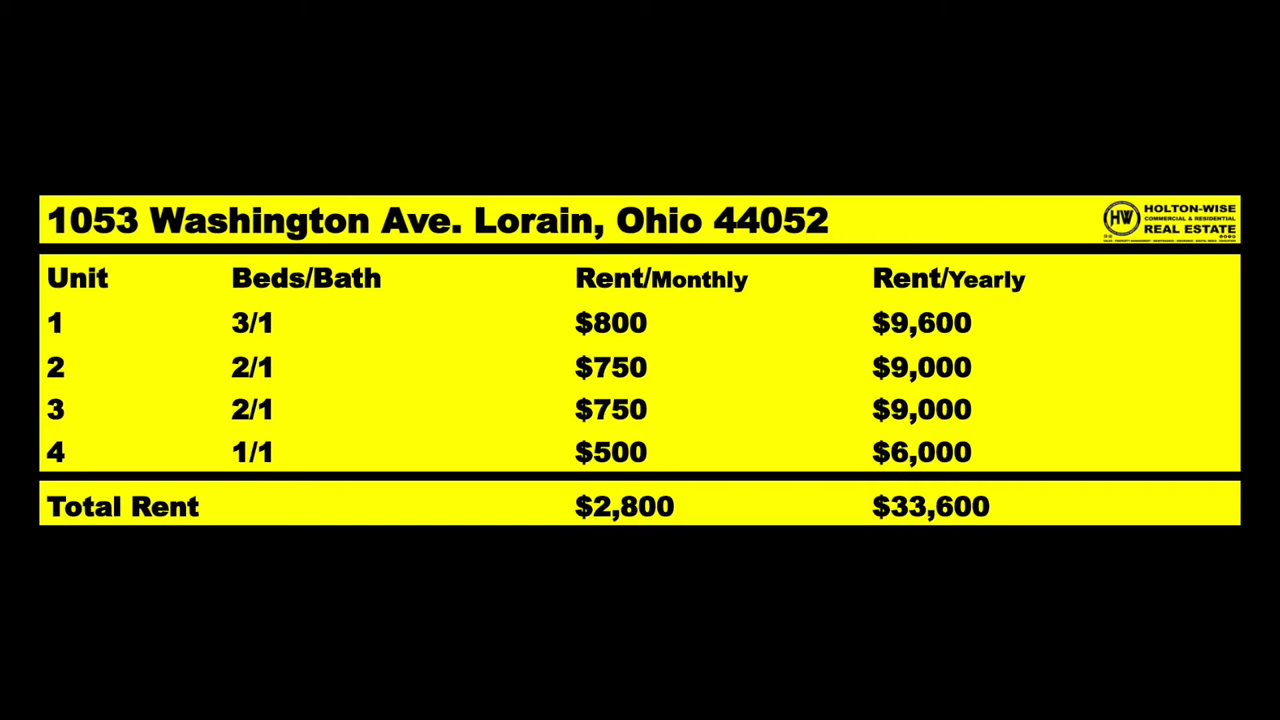 1053 Washington Ave. Lorain, Ohio 44052
HOLTON-WISE
COMMERCIAL & RESIDENTIAL
REAL ESTATE
HW
Unit Beds/Bath Rent/Monthly Rent/Yearly
1 3/1 $800 $9,600
2 2/1 $750 $9,000
3 2/1 $750 $9,000
4 1/1 $500 $6,000
Total Rent $2,800 $33,600